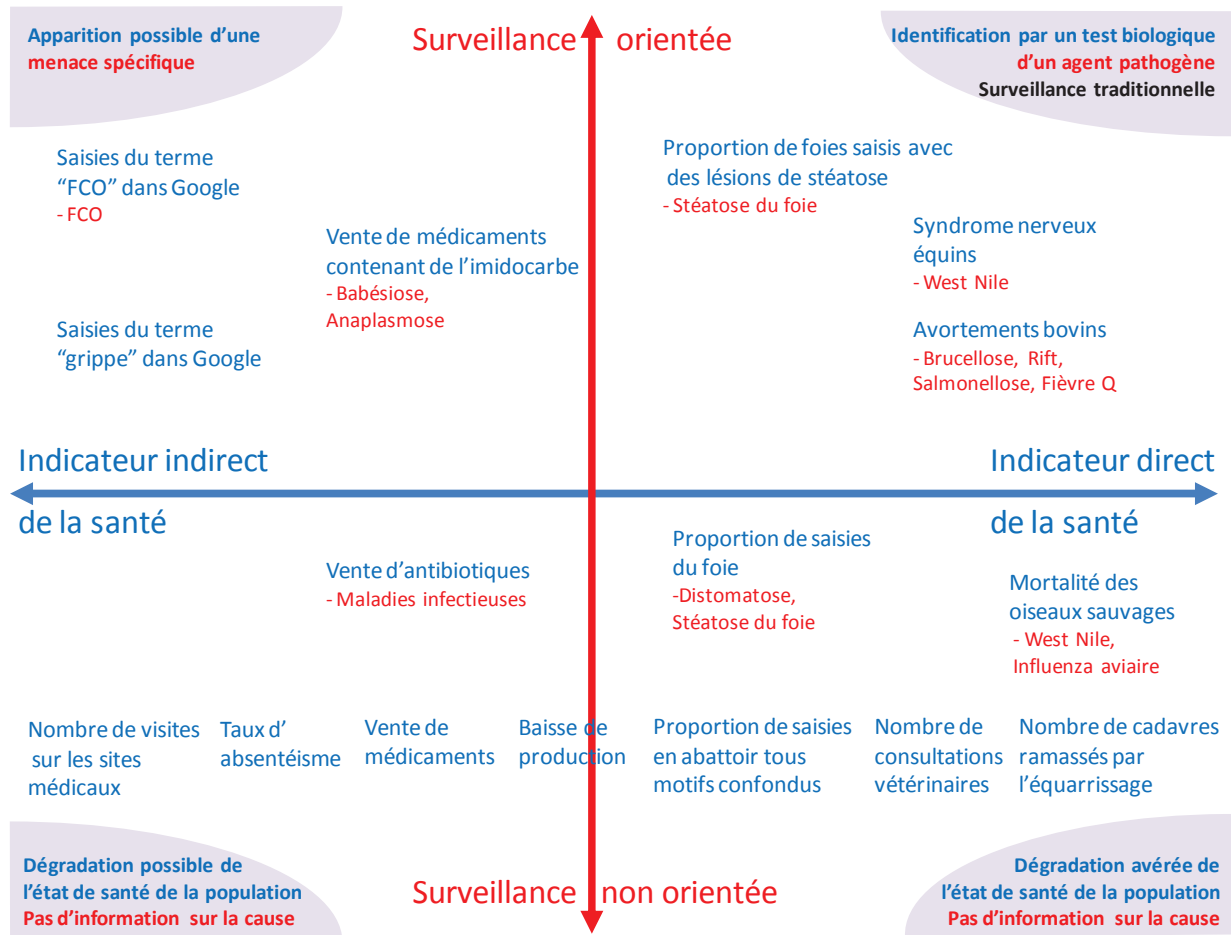 Apparition possible d’une
menace spécifique
Surveillance orientée
Identification par un test biologique
d’un agent pathogène
Surveillance traditionnelle
Saisies du terme
“FCO” dans Google
- FCO
Vente de médicaments
contenant de l’imidocarbe
- Babésiose,
Anaplasmose
Saisies du terme
“grippe” dans Google
Proportion de foies saisis avec
des lésions de stéatose
- Stéatose du foie
Syndrome nerveux
équins
- West Nile
Avortements bovins
- Brucellose, Rift,
Salmonellose, Fièvre Q
Indicateur indirect
de la santé
Indicateur direct
de la santé
Vente d’antibiotiques
- Maladies infectieuses
Proportion de saisies
du foie
-Distomatose,
Stéatose du foie
Mortalité des
oiseaux sauvages
- West Nile,
Influenza aviaire
Nombre de visites
sur les sites
médicaux
Taux d’
absentéisme
Vente de
médicaments
Baisse de
production
Proportion de saisies
en abattoir tous
motifs confondus
Nombre de
consultations
vétérinaires
Nombre de cadavres
ramassés par
l’équarrissage
Dégradation possible de
l’état de santé de la population
Pas d’information sur la cause
Surveillance non orientée
Dégradation avérée de
l’état de santé de la population
Pas d’information sur la cause